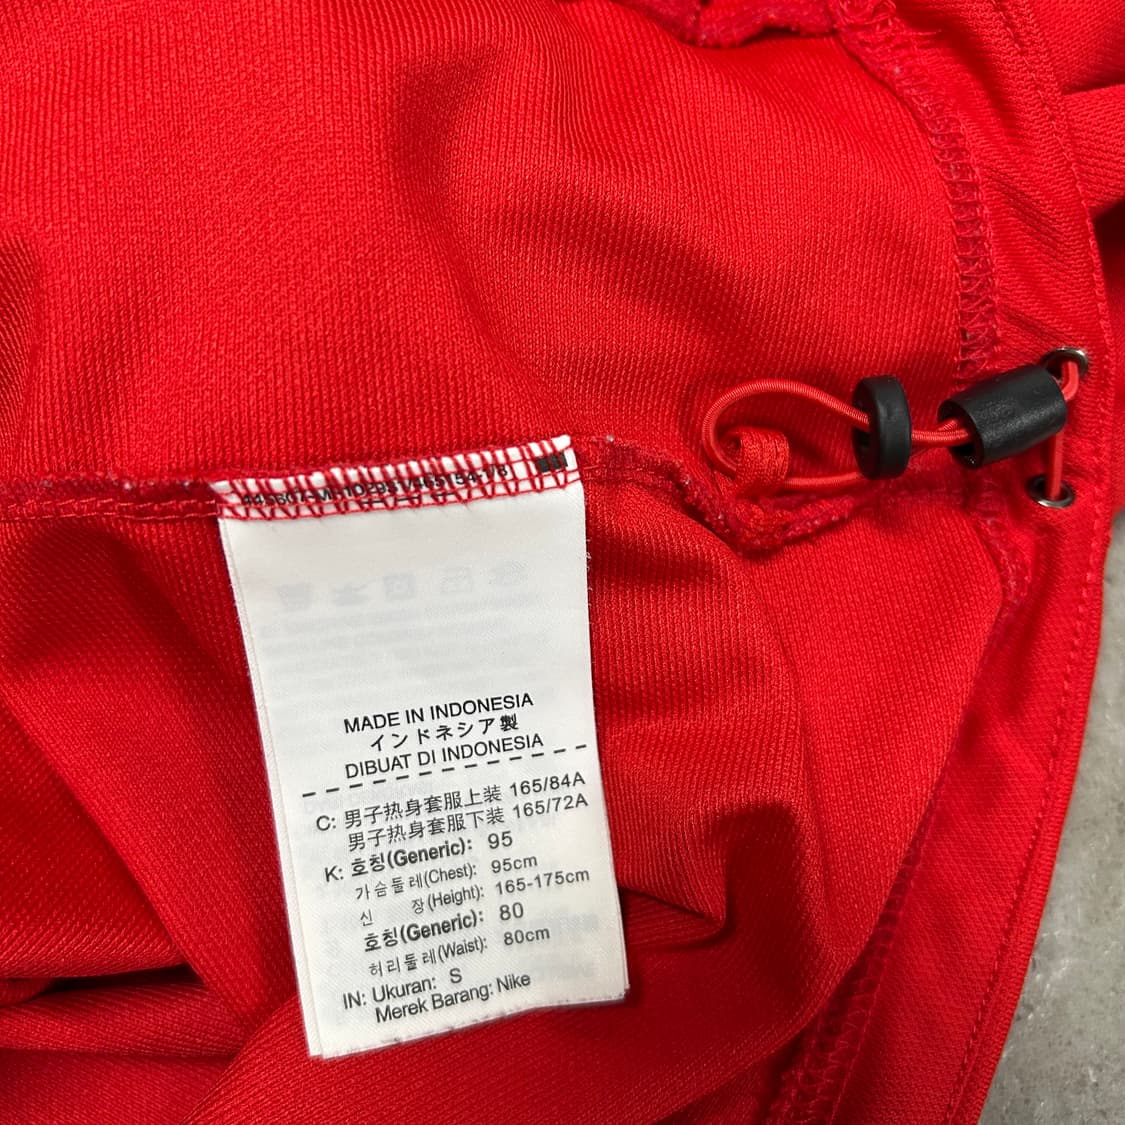 MADE IN INDONESIA
インドネシア製
DIBUAT DI INDONESIA
C: 男子热身套服上装 165/84A
男子热身套服下装 165/72A
K: 호칭(Generic): 95
가슴둘레(Chest): 95cm
신 장(Height): 165-175cm
호칭(Generic): 80
허리둘레(Waist): 80cm
IN: Ukuran: S
Merek Barang: Nike